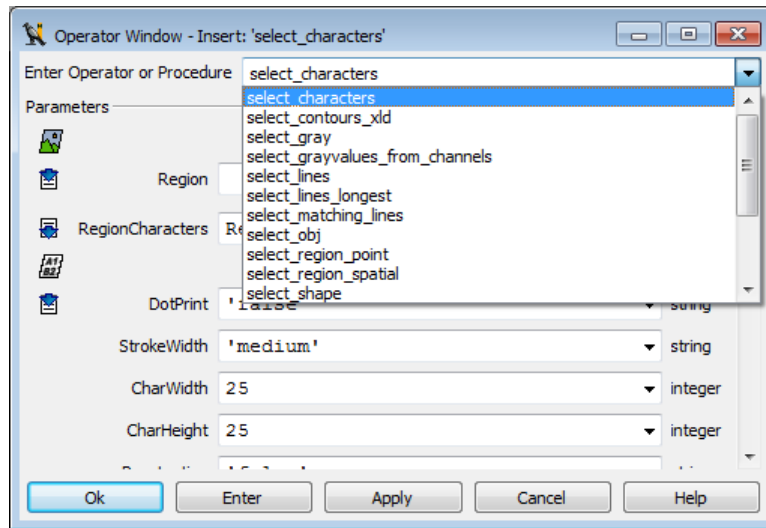 Operator Window - Insert: 'select_characters'
Enter Operator or Procedure select_characters
select_characters
Parameters
select_contours_xld
select_gray
select_grayvalues_from_channels
Region
select_lines
select_lines_longest
select_matching_lines
RegionCharacters
select_obj
select_region_point
select_region_spatial
select_shape
DotPrint 'false' string
StrokeWidth 'medium' string
CharWidth 25 integer
CharHeight 25 integer
Ok Enter Apply Cancel Help